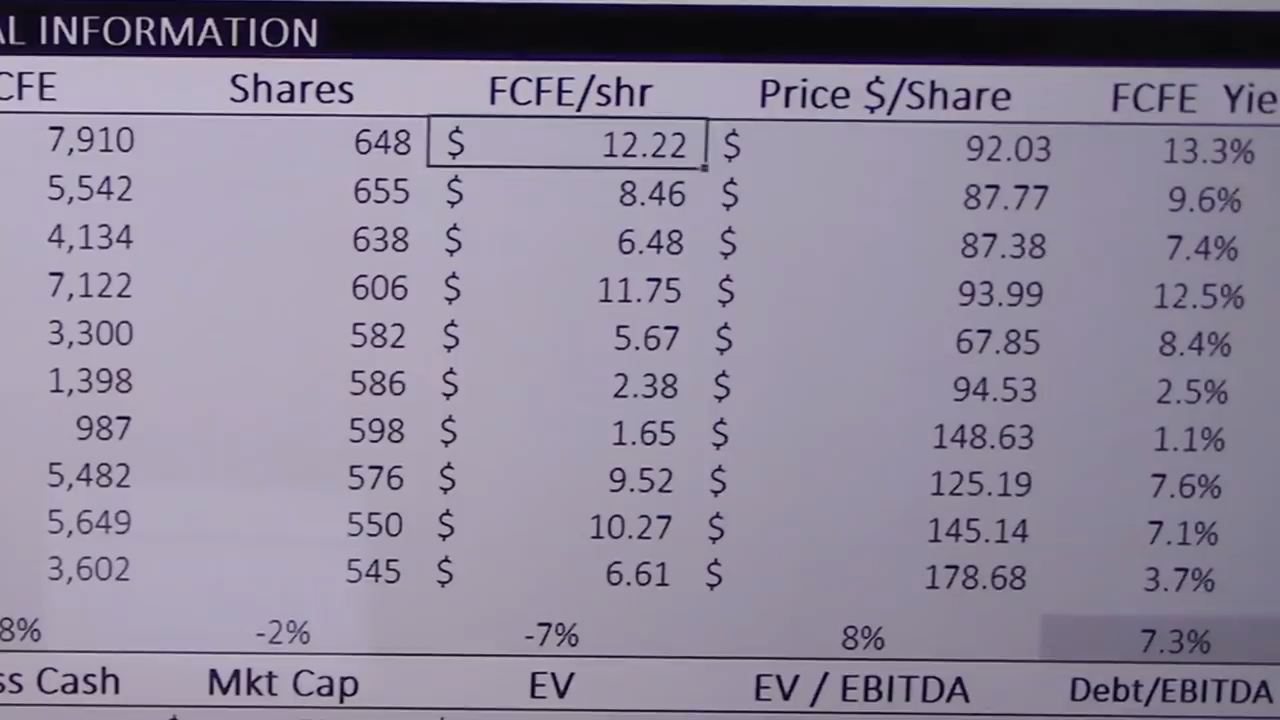 AL INFORMATION
CFE Shares FCFE/shr Price $/Share FCFE Yie
7,910 648 $ 12.22 $ 92.03 13.3%
5,542 655 $ 8.46 $ 87.77 9.6%
4,134 638 $ 6.48 $ 87.38 7.4%
7,122 606 $ 11.75 $ 93.99 12.5%
3,300 582 $ 5.67 $ 67.85 8.4%
1,398 586 $ 2.38 $ 94.53 2.5%
987 598 $ 1.65 $ 148.63 1.1%
5,482 576 $ 9.52 $ 125.19 7.6%
5,649 550 $ 10.27 $ 145.14 7.1%
3,602 545 $ 6.61 $ 178.68 3.7%
8% -2% -7% 8% 7.3%
ss Cash Mkt Cap EV EV / EBITDA Debt/EBITDA